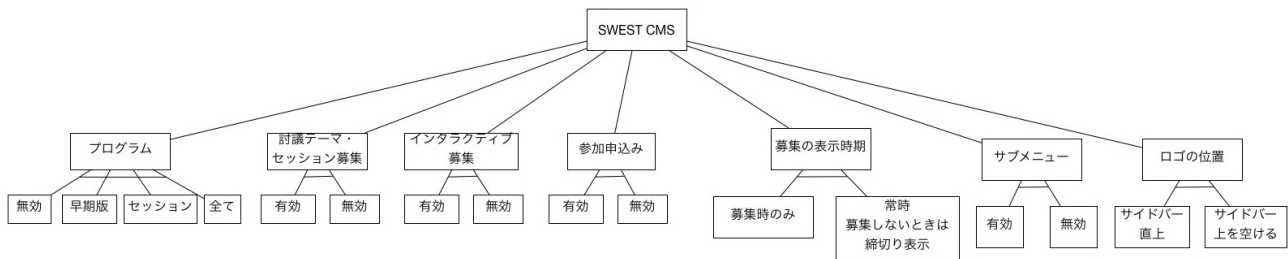 SWEST CMS
プログラム
討議テーマ・
セッション募集
インタラクティブ
募集
参加申込み
募集の表示時期
サブメニュー
ロゴの位置
無効
早期版
セッション
全て
有効
無効
有効
無効
有効
無効
募集時のみ
常時
募集しないときは
締切り表示
有効
無効
サイドバー
直上
サイドバー
上を空ける